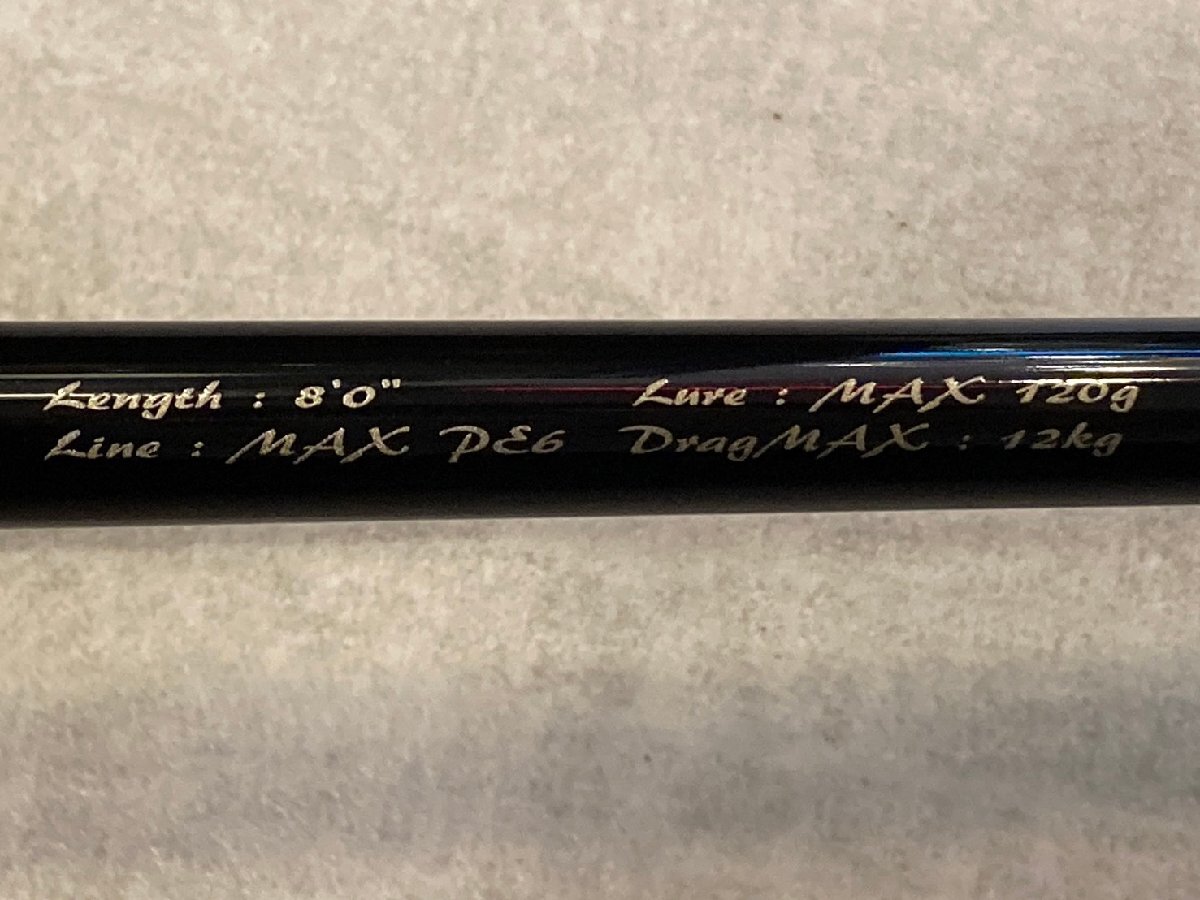 Length : 8'0" Lure : MAX 120g
Line : MAX PE6 DragMAX : 12kg